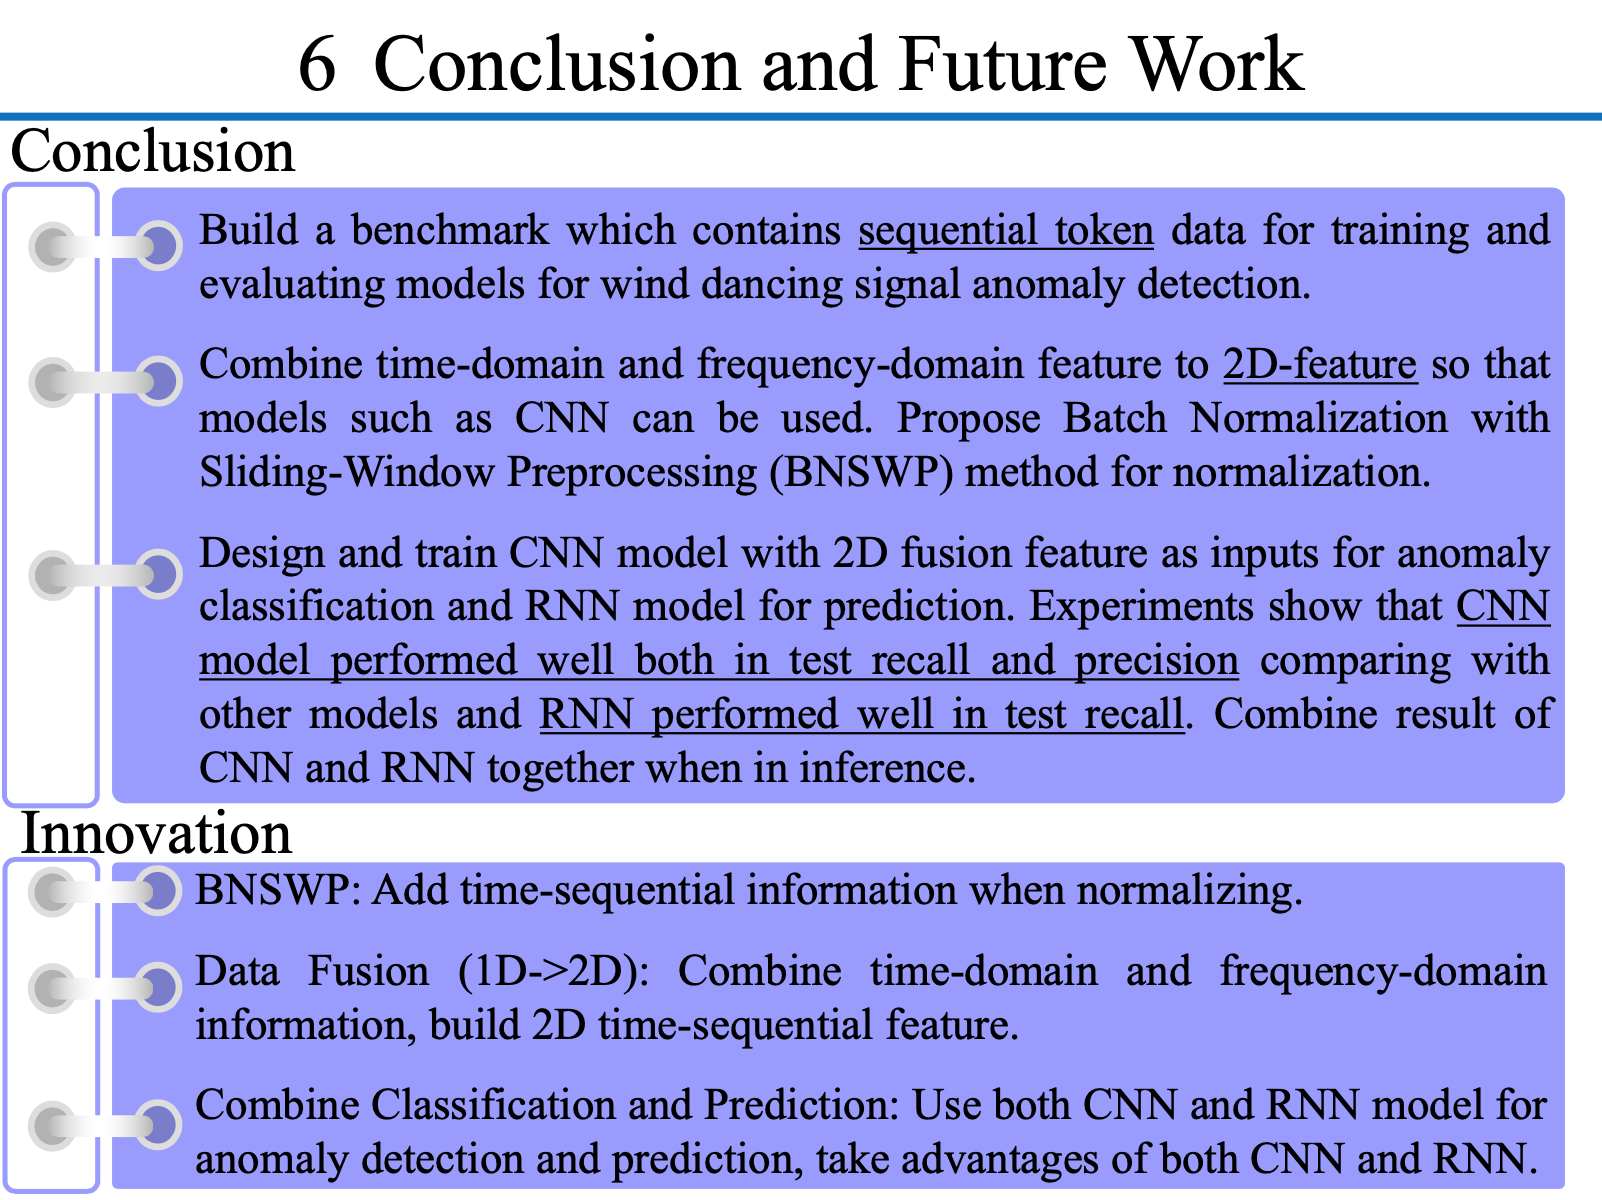 6 Conclusion and Future Work
Conclusion
Build a benchmark which contains sequential token data for training and
evaluating models for wind dancing signal anomaly detection.
Combine time-domain and frequency-domain feature to 2D-feature so that
models such as CNN can be used. Propose Batch Normalization with
Sliding-Window Preprocessing (BNSWP) method for normalization.
Design and train CNN model with 2D fusion feature as inputs for anomaly
classification and RNN model for prediction. Experiments show that CNN
model performed well both in test recall and precision comparing with
other models and RNN performed well in test recall. Combine result of
CNN and RNN together when in inference.
Innovation
BNSWP: Add time-sequential information when normalizing.
Data Fusion (1D->2D): Combine time-domain and frequency-domain
information, build 2D time-sequential feature.
Combine Classification and Prediction: Use both CNN and RNN model for
anomaly detection and prediction, take advantages of both CNN and RNN.